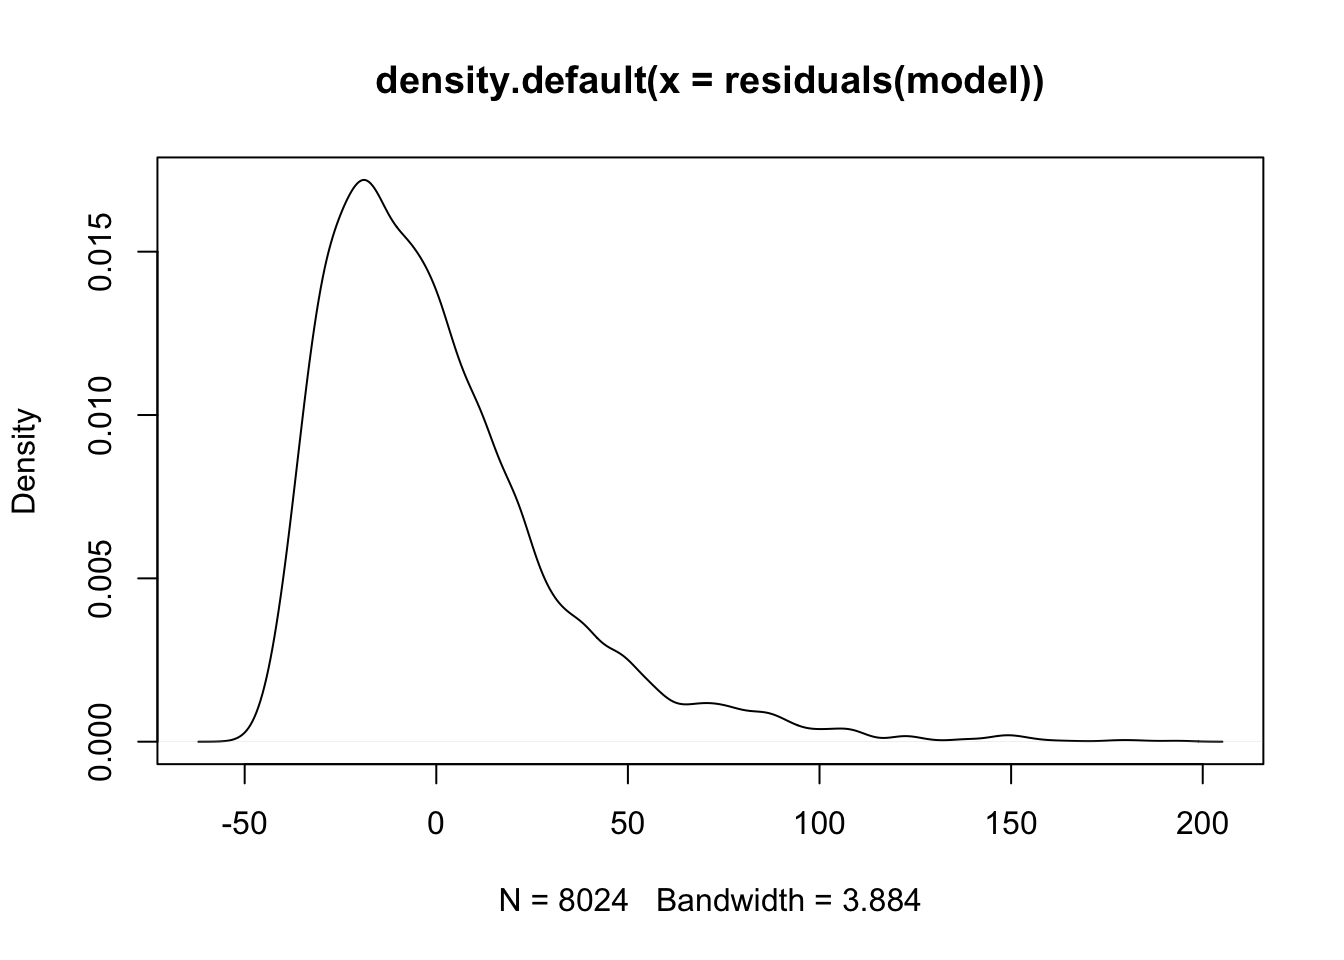 density.default(x = residuals(model))
Density
0.015
0.010
0.005
0.000
-50 0 50 100 150 200
N = 8024 Bandwidth = 3.884